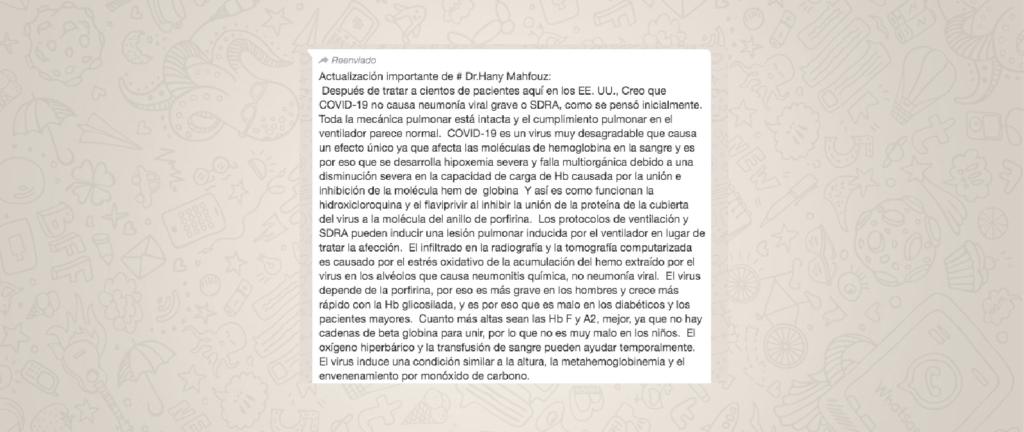 Reenviado
Actualización importante de # Dr.Hany Mahfouz:
Después de tratar a cientos de pacientes aquí en los EE. UU., Creo que
COVID-19 no causa neumonía viral grave o SDRA, como se pensó inicialmente.
Toda la mecánica pulmonar está intacta y el cumplimiento pulmonar en el
ventilador parece normal.  COVID-19 es un virus muy desagradable que causa
un efecto único ya que afecta las moléculas de hemoglobina en la sangre y es
por eso que se desarrolla hipoxemia severa y falla multiorgánica debido a una
disminución severa en la capacidad de carga de Hb causada por la unión e
inhibición de la molécula hem de  globina  Y así es como funcionan la
hidroxicloroquina y el flaviprivir al inhibir la unión de la proteína de la cubierta
del virus a la molécula del anillo de porfirina.  Los protocolos de ventilación y
SDRA pueden inducir una lesión pulmonar inducida por el ventilador en lugar de
tratar la afección.  El infiltrado en la radiografía y la tomografía computarizada
es causado por el estrés oxidativo de la acumulación del hemo extraído por el
virus en los alvéolos que causa neumonitis química, no neumonía viral.  El virus
depende de la porfirina, por eso es más grave en los hombres y crece más
rápido con la Hb glicosilada, y es por eso que es malo en los diabéticos y los
pacientes mayores.  Cuanto más altas sean las Hb F y A2, mejor, ya que no hay
cadenas de beta globina para unir, por lo que no es muy malo en los niños.  El
oxígeno hiperbárico y la transfusión de sangre pueden ayudar temporalmente.
El virus induce una condición similar a la altura, la metahemoglobinemia y el
envenenamiento por monóxido de carbono.